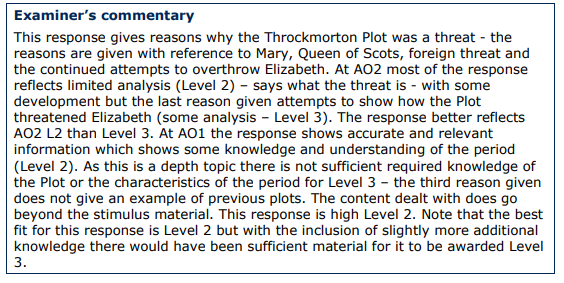 Examiner’s commentary
This response gives reasons why the Throckmorton Plot was a threat - the
reasons are given with reference to Mary, Queen of Scots, foreign threat and
the continued attempts to overthrow Elizabeth. At AO2 most of the response
reflects limited analysis (Level 2) – says what the threat is - with some
development but the last reason given attempts to show how the Plot
threatened Elizabeth (some analysis – Level 3). The response better reflects
AO2 L2 than Level 3. At AO1 the response shows accurate and relevant
information which shows some knowledge and understanding of the period
(Level 2). As this is a depth topic there is not sufficient required knowledge of
the Plot or the characteristics of the period for Level 3 – the third reason given
does not give an example of previous plots. The content dealt with does go
beyond the stimulus material. This response is high Level 2. Note that the best
fit for this response is Level 2 but with the inclusion of slightly more additional
knowledge there would have been sufficient material for it to be awarded Level
3.